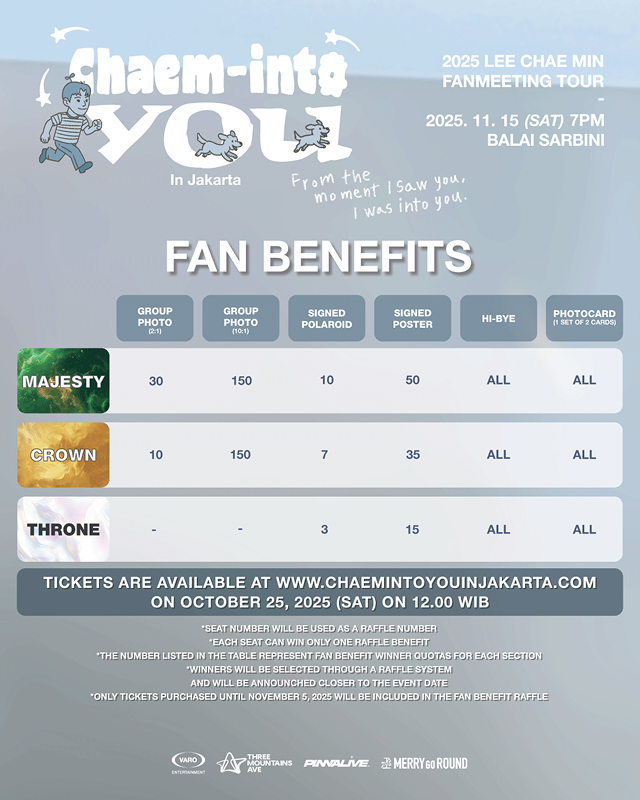 Chaem-into
YOU
In Jakarta
From the
moment I saw you,
I was into you.
2025 LEE CHAE MIN
FANMEETING TOUR
-
2025. 11. 15 (SAT) 7PM
BALAI SARBINI
FAN BENEFITS
GROUP PHOTO (2:1) GROUP PHOTO (10:1) SIGNED POLAROID SIGNED POSTER HI-BYE PHOTOCARD (1 SET OF 2 CARDS)
MAJESTY 30 150 10 50 ALL ALL
CROWN 10 150 7 35 ALL ALL
THRONE - - 3 15 ALL ALL
TICKETS ARE AVAILABLE AT WWW.CHAEMINTOYOUINJAKARTA.COM
ON OCTOBER 25, 2025 (SAT) ON 12.00 WIB
*SEAT NUMBER WILL BE USED AS A RAFFLE NUMBER
*EACH SEAT CAN WIN ONLY ONE RAFFLE BENEFIT
*THE NUMBER LISTED IN THE TABLE REPRESENT FAN BENEFIT WINNER QUOTAS FOR EACH SECTION
*WINNERS WILL BE SELECTED THROUGH A RAFFLE SYSTEM
AND WILL BE ANNOUNCHED CLOSER TO THE EVENT DATE
*ONLY TICKETS PURCHASED UNTIL NOVEMBER 5, 2025 WILL BE INCLUDED IN THE FAN BENEFIT RAFFLE
VARO
ENTERTAINMENT
THREE
MOUNTAINS
AVE
PINNALIVE
MERRY GO ROUND